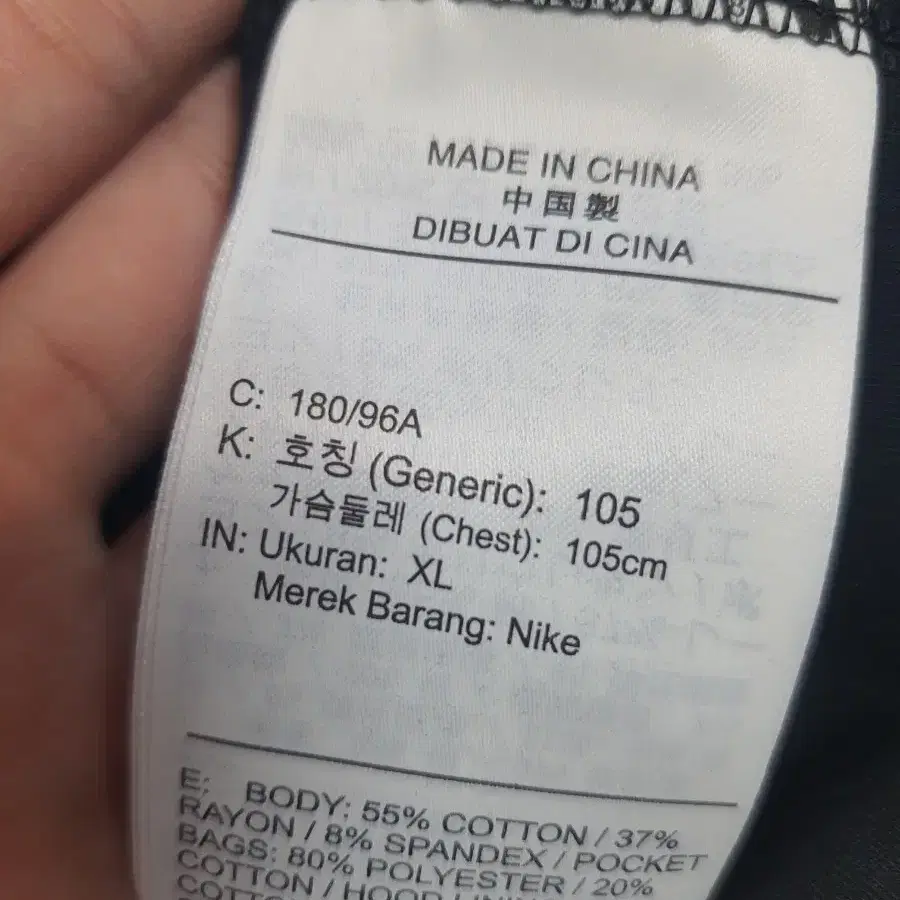 MADE IN CHINA
中国製
DIBUAT DI CINA
C: 180/96A
K: 호칭 (Generic): 105
가슴둘레 (Chest): 105cm
IN: Ukuran: XL
Merek Barang: Nike
E: BODY: 55% COTTON / 37%
RAYON / 8% SPANDEX / POCKET
BAGS: 80% POLYESTER / 20%
COTTON / HOOD